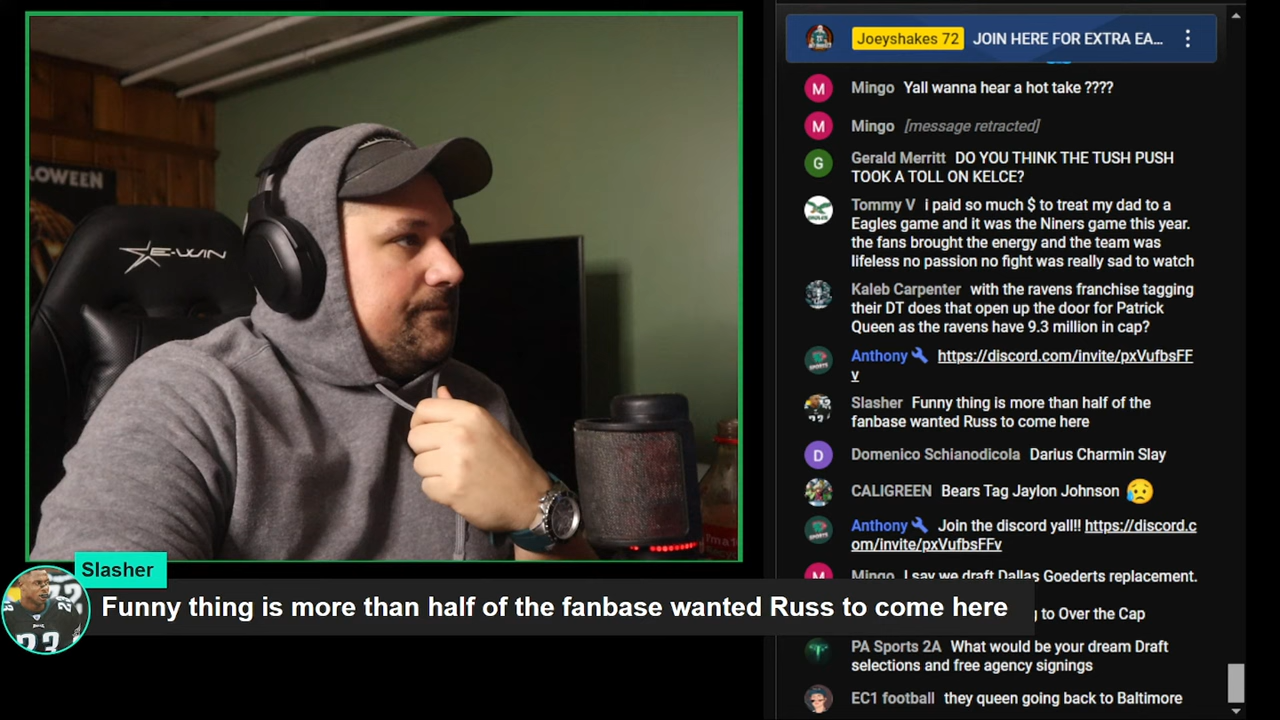 LOWEEN
E-WIN
Slasher
Funny thing is more than half of the fanbase wanted Russ to come here
Joeyshakes 72 JOIN HERE FOR EXTRA EA...
M Mingo Yall wanna hear a hot take ????
M Mingo [message retracted]
G Gerald Merritt DO YOU THINK THE TUSH PUSH
TOOK A TOLL ON KELCE?
Tommy V i paid so much $ to treat my dad to a
Eagles game and it was the Niners game this year.
the fans brought the energy and the team was
lifeless no passion no fight was really sad to watch
Kaleb Carpenter with the ravens franchise tagging
their DT does that open up the door for Patrick
Queen as the ravens have 9.3 million in cap?
Anthony https://discord.com/invite/pxVufbsFF
v
Slasher Funny thing is more than half of the
fanbase wanted Russ to come here
D Domenico Schianodicola Darius Charmin Slay
CALIGREEN Bears Tag Jaylon Johnson 😥
Anthony Join the discord yall!! https://discord.c
om/invite/pxVufbsFFv
M Mingo I say we draft Dallas Goederts replacement.
g to Over the Cap
PA Sports 2A What would be your dream Draft
selections and free agency signings
EC1 football they queen going back to Baltimore